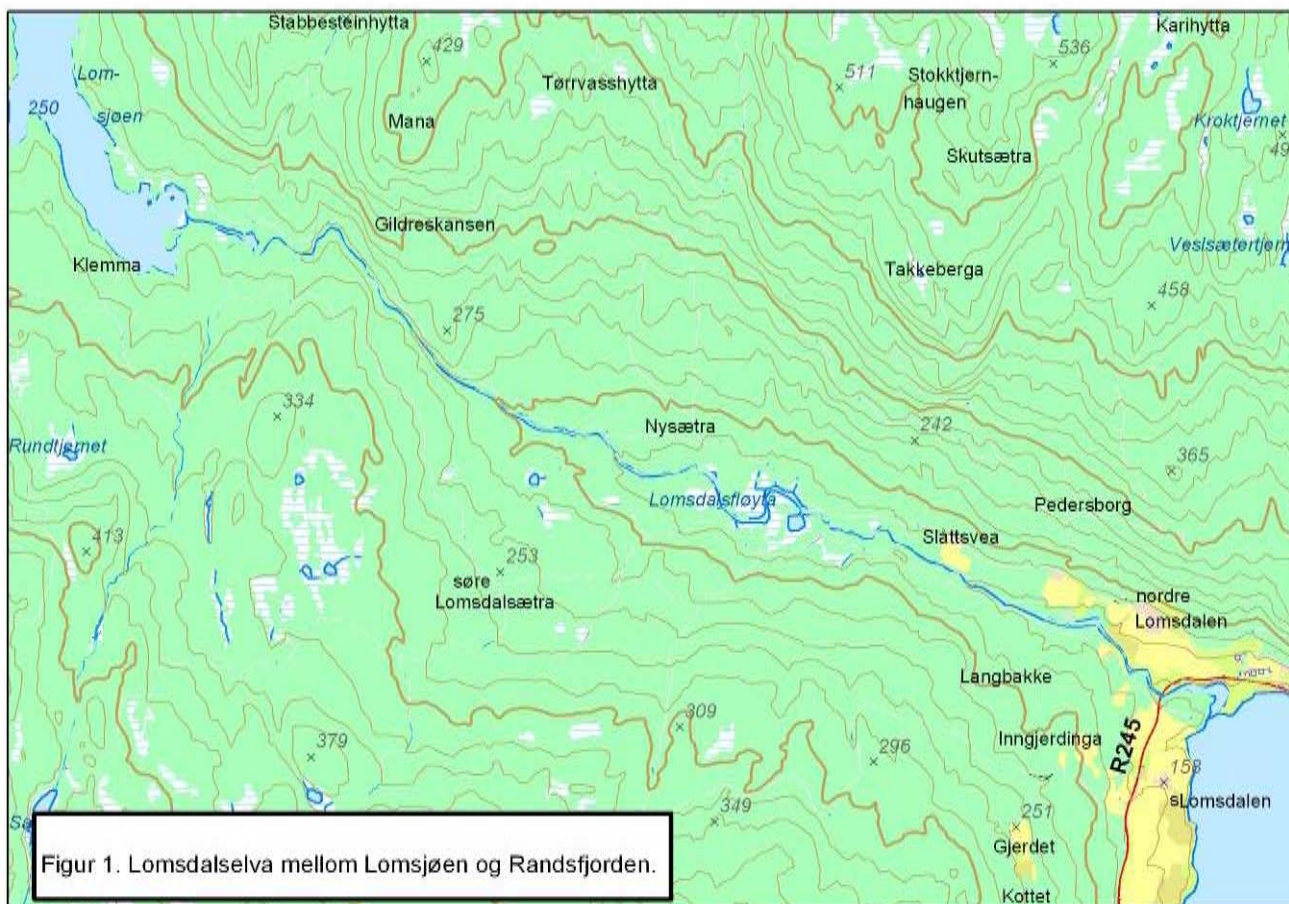 Stabbesteinhytta
Karihytta
429
536
Lom-
sjøen
Tørrvasshytta
511
Stokktjern-
haugen
250
Mana
Kroktjernet
49
Skutsætra
Gildreskansen
Klemma
Veslsætertjern
Takkeberga
458
275
334
Nysætra
242
Rundtjernet
365
Lomsdalsfløyta
Pedersborg
Slåttsvea
413
253
søre
Lomsdalsætra
nordre
Lomsdalen
Langbakke
309
Inngjerdinga
R245
379
296
158
sLomsdalen
349
251
Gjerdet
Kottet
Figur 1. Lomsdalselva mellom Lomsjøen og Randsfjorden.